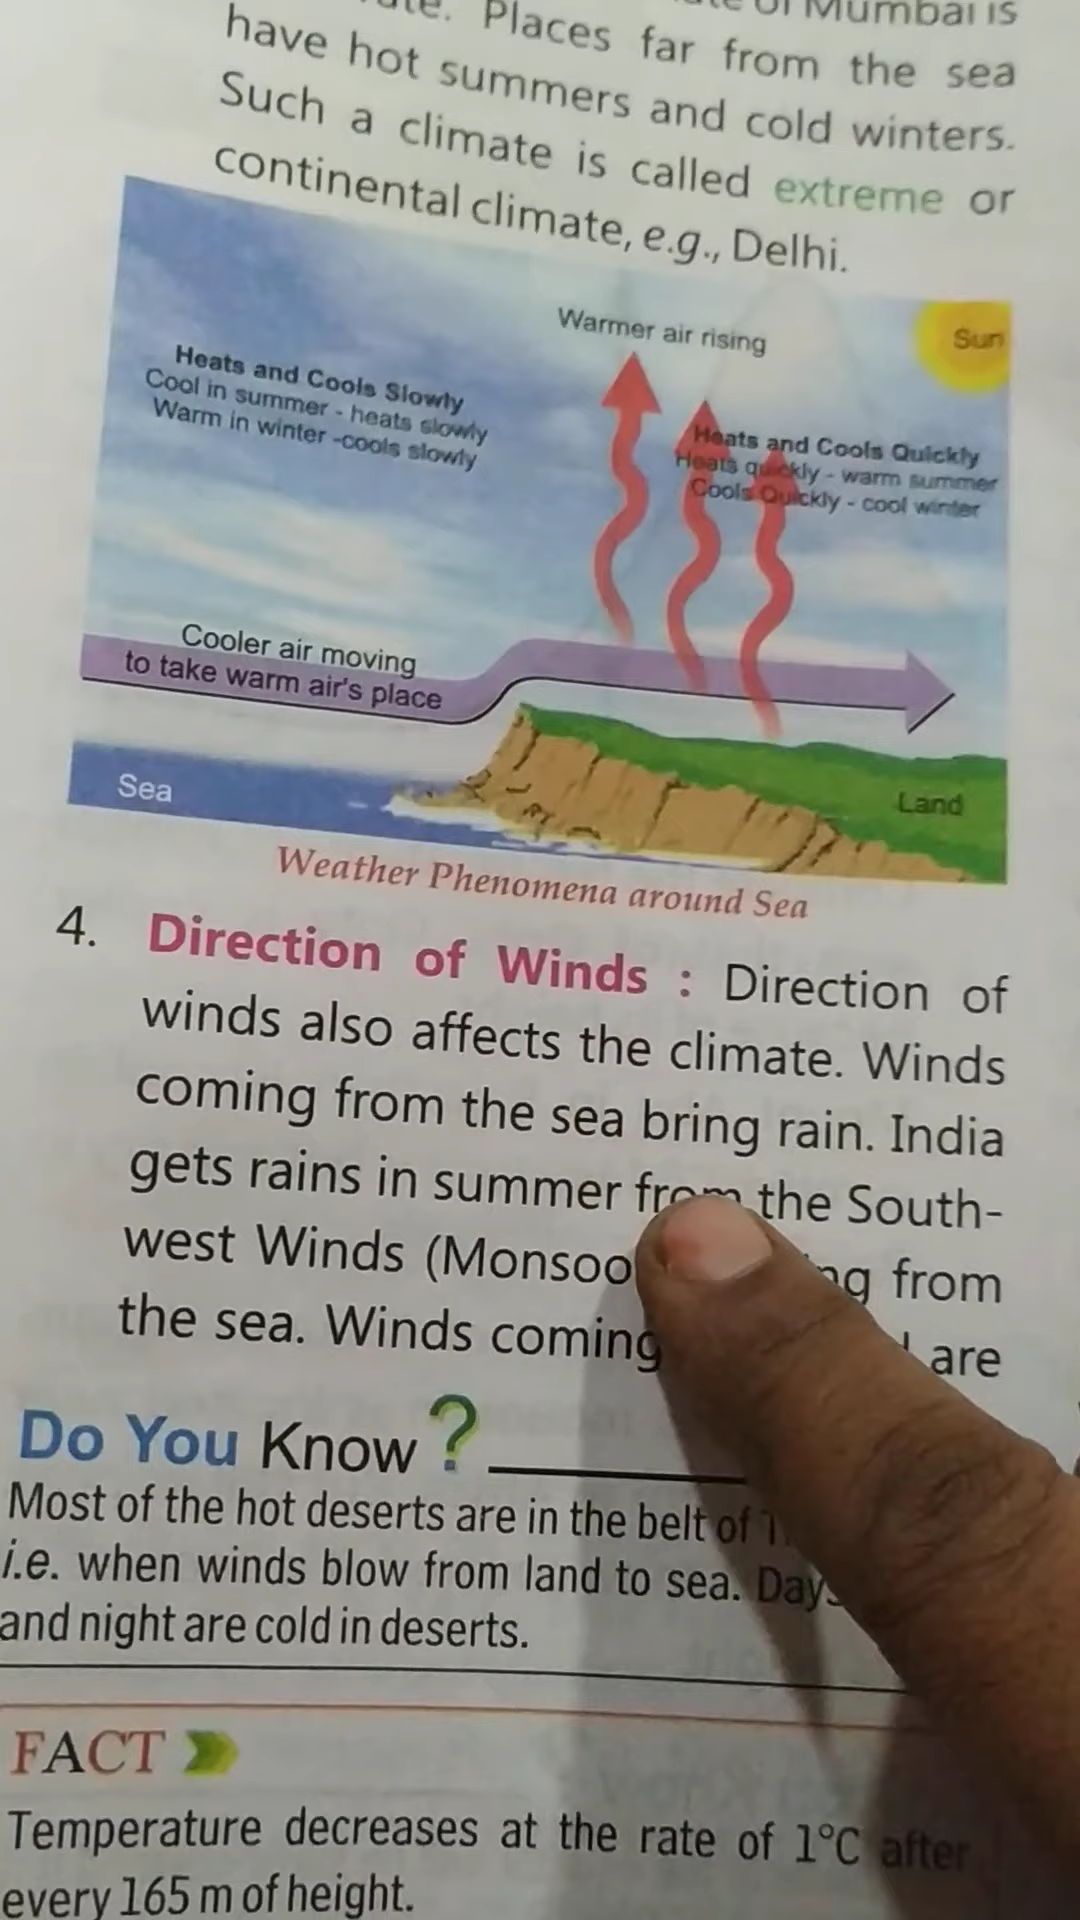 of Mumbai is
Places far from the sea
have hot summers and cold winters.
Such a climate is called extreme or
continental climate, e.g., Delhi.
Warmer air rising
Sun
Heats and Cools Slowly
Cool in summer - heats slowly
Warm in winter -cools slowly
Heats and Cools Quickly
Heats quickly - warm summer
Cools Quickly - cool winter
Cooler air moving
to take warm air's place
Sea
Land
Weather Phenomena around Sea
4. Direction of Winds : Direction of
winds also affects the climate. Winds
coming from the sea bring rain. India
gets rains in summer from the South-
west Winds (Monsoo from
the sea. Winds coming are
Do You Know ?
Most of the hot deserts are in the belt of
i.e. when winds blow from land to sea. Days
and night are cold in deserts.
FACT
Temperature decreases at the rate of 1°C after
every 165 m of height.